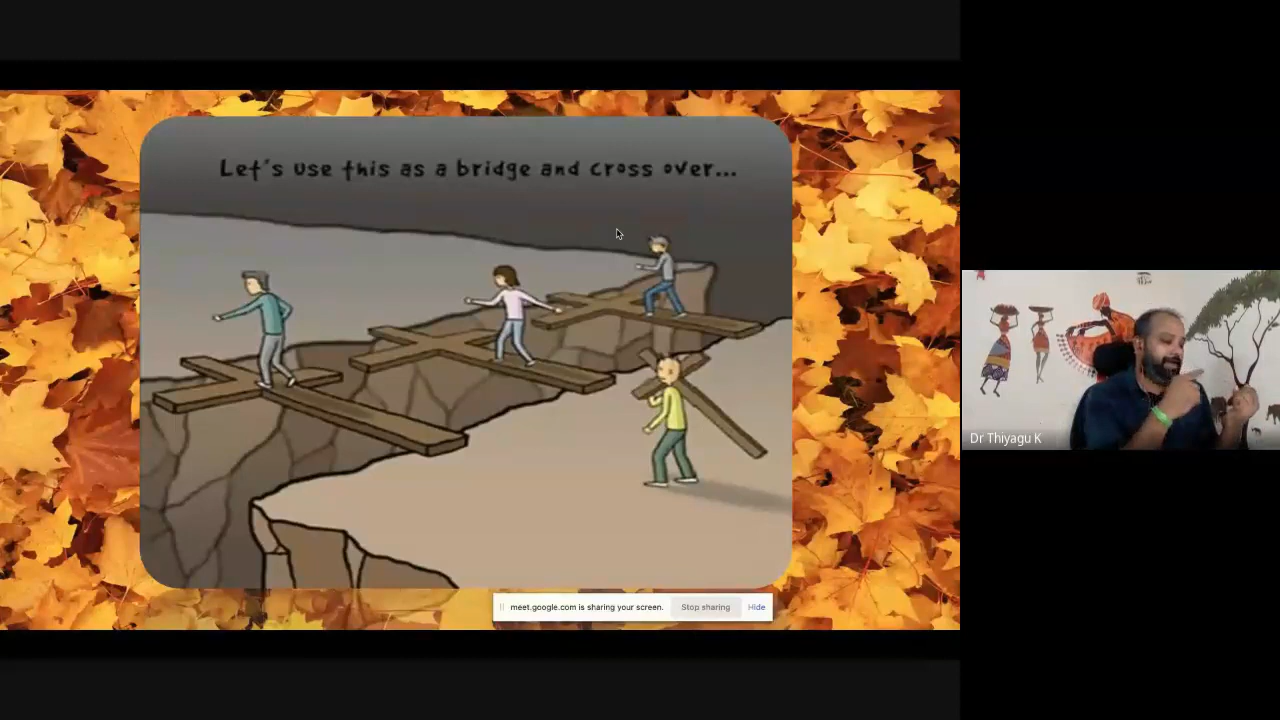 Let's use this as a bridge and cross over...
meet.google.com is sharing your screen. Stop sharing Hide
Dr Thiyagu K